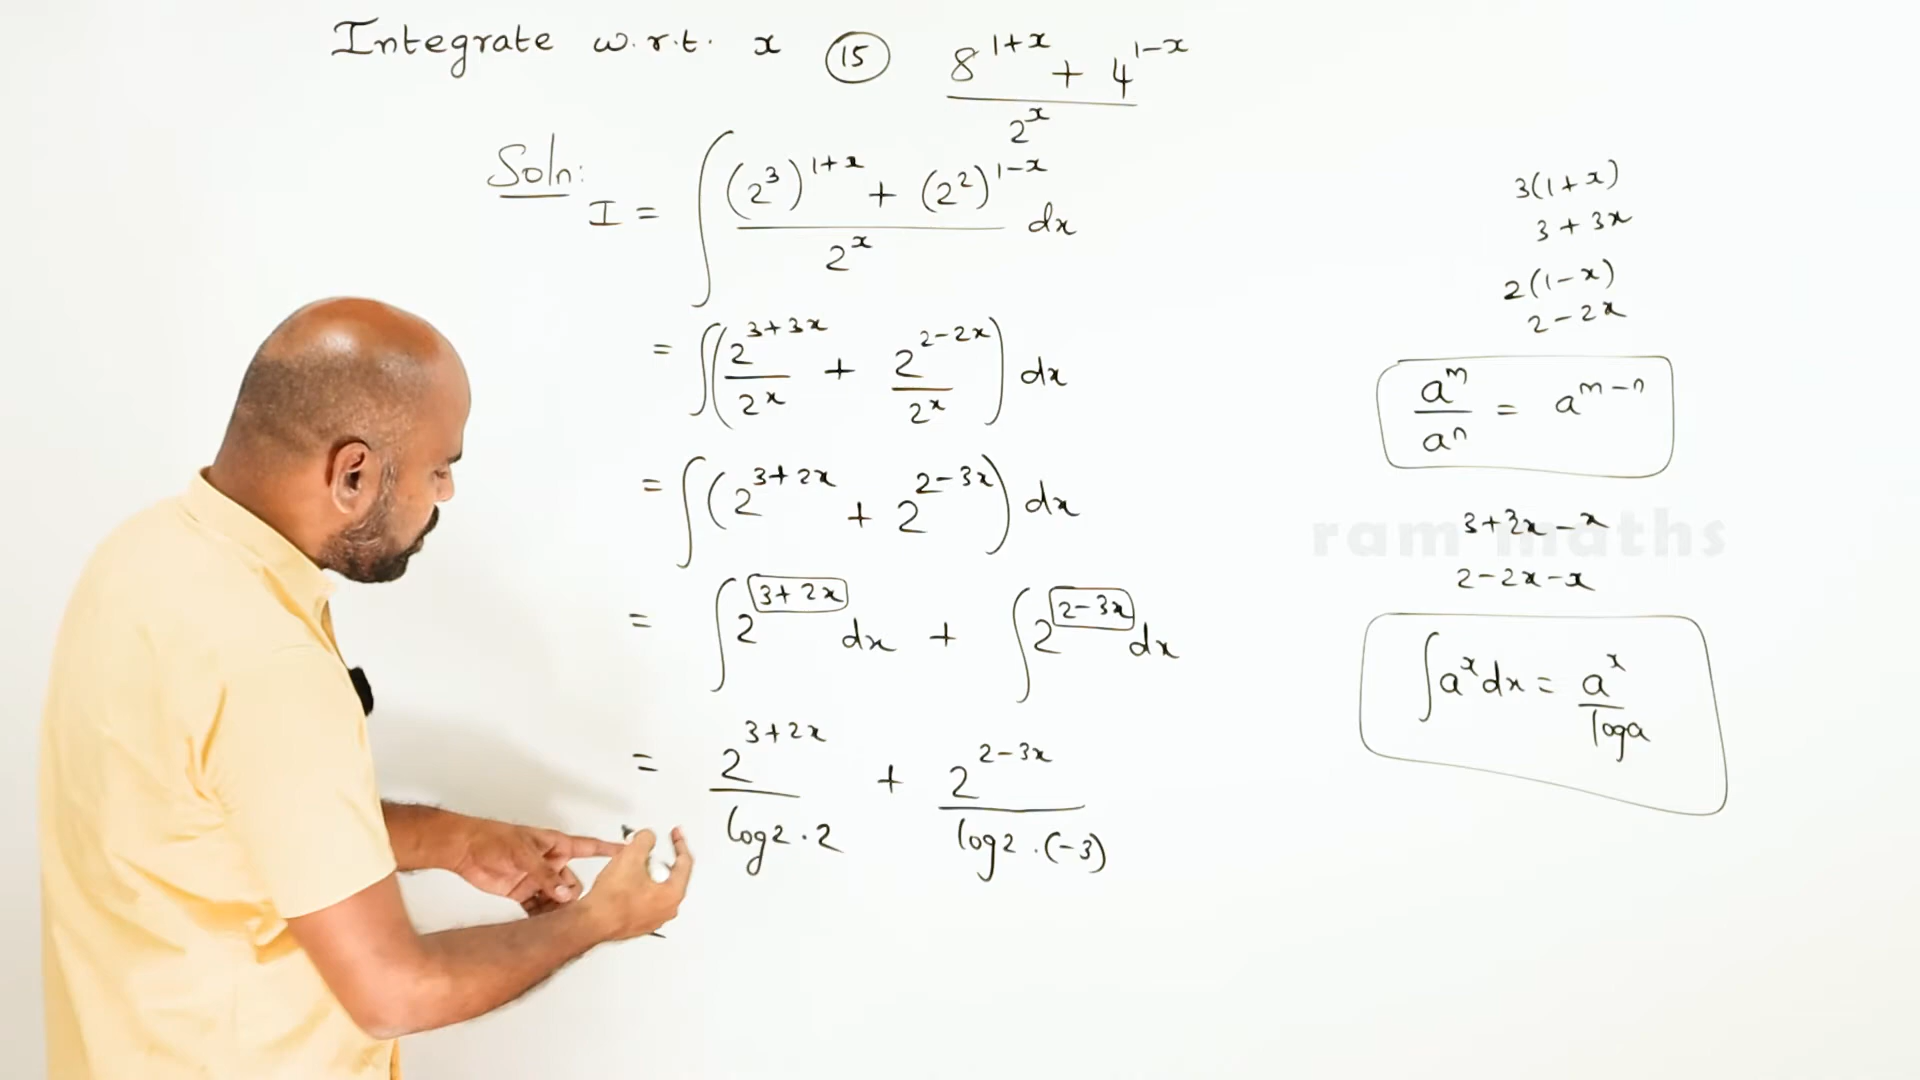 Integrate w.r.t. x (15) 8^(1+x) + 4^(1-x) / 2^x
Soln:
I = ∫ (2^3)^(1+x) + (2^2)^(1-x) / 2^x dx
= ∫(2^(3+3x) / 2^x + 2^(2-2x) / 2^x) dx
= ∫(2^(3+2x) + 2^(2-3x)) dx
= ∫2^(3+2x) dx + ∫2^(2-3x) dx
= 2^(3+2x) / log2 . 2 + 2^(2-3x) / log2 . (-3)
3(1+x)
3 + 3x
2(1-x)
2-2x
a^m / a^n = a^(m-n)
ram maths
3+3x-x
2-2x-x
∫a^x dx = a^x / loga